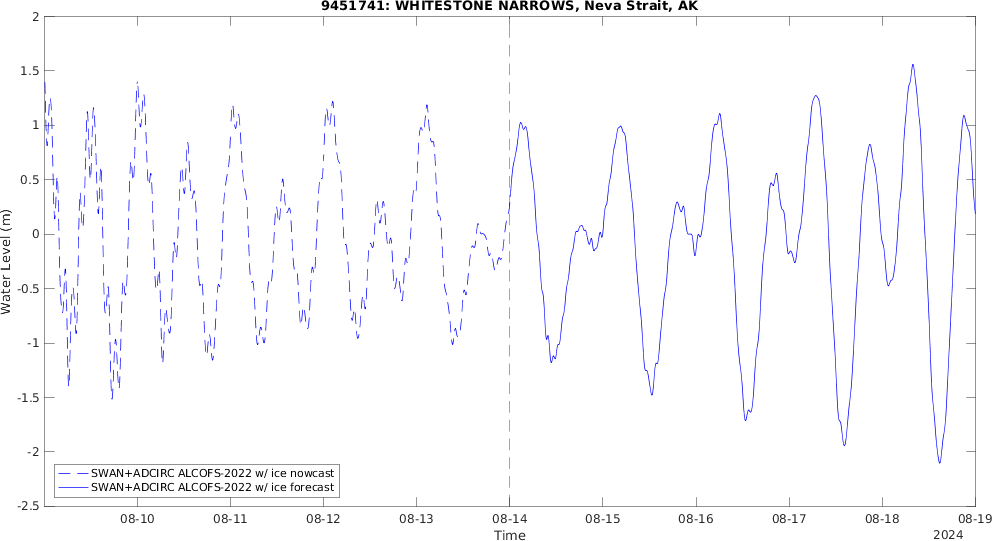 9451741: WHITESTONE NARROWS, Neva Strait, AK
2
1.5
1
0.5
0
-0.5
-1
-1.5
-2
-2.5
Water Level (m)
SWAN+ADCIRC ALCOFS-2022 w/ ice nowcast
SWAN+ADCIRC ALCOFS-2022 w/ ice forecast
08-10 08-11 08-12 08-13 08-14 08-15 08-16 08-17 08-18 08-19
Time
2024